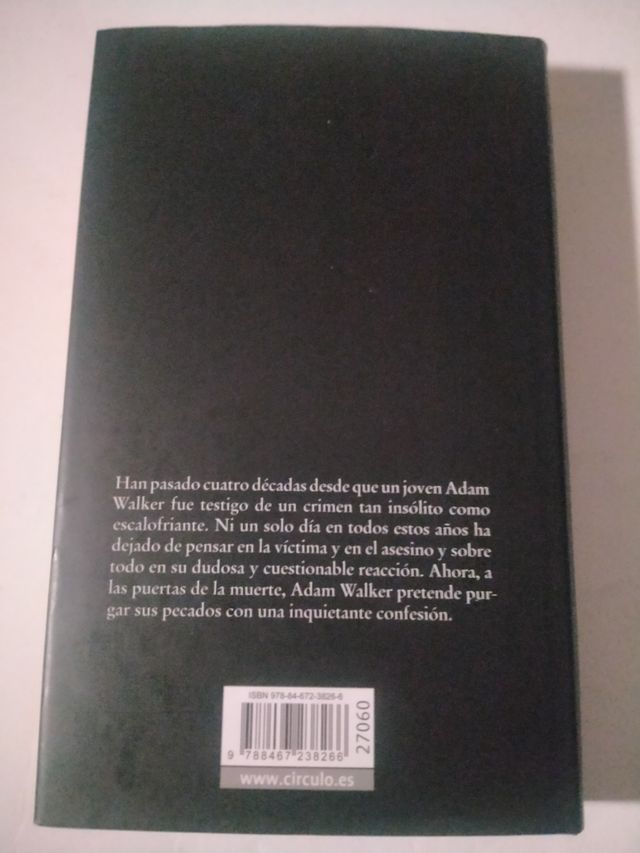 Han pasado cuatro décadas desde que un joven Adam
Walker fue testigo de un crimen tan insólito como
escalofriante. Ni un solo día en todos estos años ha
dejado de pensar en la víctima y en el asesino y sobre
todo en su dudosa y cuestionable reacción. Ahora, a
las puertas de la muerte, Adam Walker pretende pur-
gar sus pecados con una inquietante confesión.
ISBN 978-84-672-3826-6
27060
9 788467 238266
www.circulo.es